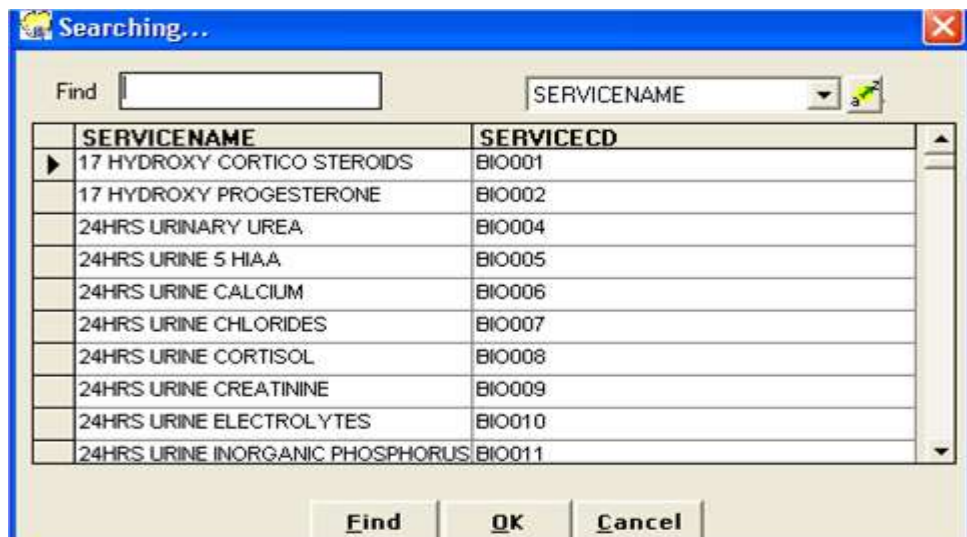 Searching...
Find SERVICENAME
SERVICENAME SERVICECD
17 HYDROXY CORTICO STEROIDS BIO001
17 HYDROXY PROGESTERONE BIO002
24HRS URINARY UREA BIO004
24HRS URINE 5 HIAA BIO005
24HRS URINE CALCIUM BIO006
24HRS URINE CHLORIDES BIO007
24HRS URINE CORTISOL BIO008
24HRS URINE CREATININE BIO009
24HRS URINE ELECTROLYTES BIO010
24HRS URINE INORGANIC PHOSPHORUS BIO011
Find OK Cancel